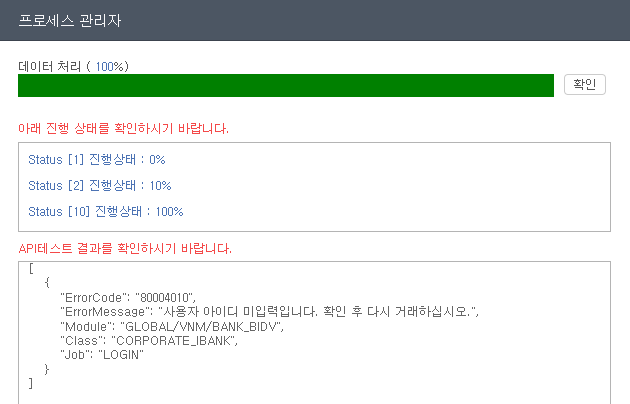 프로세스 관리자
데이터 처리 ( 100%)
확인
아래 진행 상태를 확인하시기 바랍니다.
Status [1] 진행상태 : 0%
Status [2] 진행상태 : 10%
Status [10] 진행상태 : 100%
API테스트 결과를 확인하시기 바랍니다.
[
{
"ErrorCode": "80004010",
"ErrorMessage": "사용자 아이디 미입력입니다. 확인 후 다시 거래하십시오.",
"Module": "GLOBAL/VNM/BANK_BIDV",
"Class": "CORPORATE_IBANK",
"Job": "LOGIN"
}
]